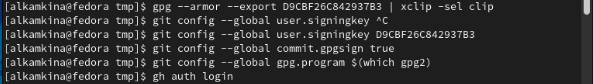 [alkamkina@fedora tmp]$ gpg --armor --export D9CBF26C842937B3 | xclip -sel clip
[alkamkina@fedora tmp]$ git config --global user.signingkey ^C
[alkamkina@fedora tmp]$ git config --global user.signingkey D9CBF26C842937B3
[alkamkina@fedora tmp]$ git config --global commit.gpgsign true
[alkamkina@fedora tmp]$ git config --global gpg.program $(which gpg2)
[alkamkina@fedora tmp]$ gh auth login